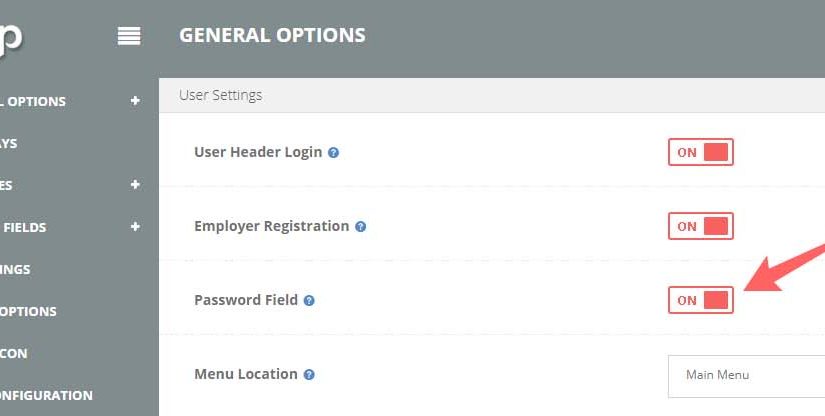 p
GENERAL OPTIONS
L OPTIONS
User Settings
AYS
User Header Login
ON
ES
FIELDS
Employer Registration
ON
INGS
OPTIONS
Password Field
ON
CON
Menu Location
Main Menu
ONFIGURATION